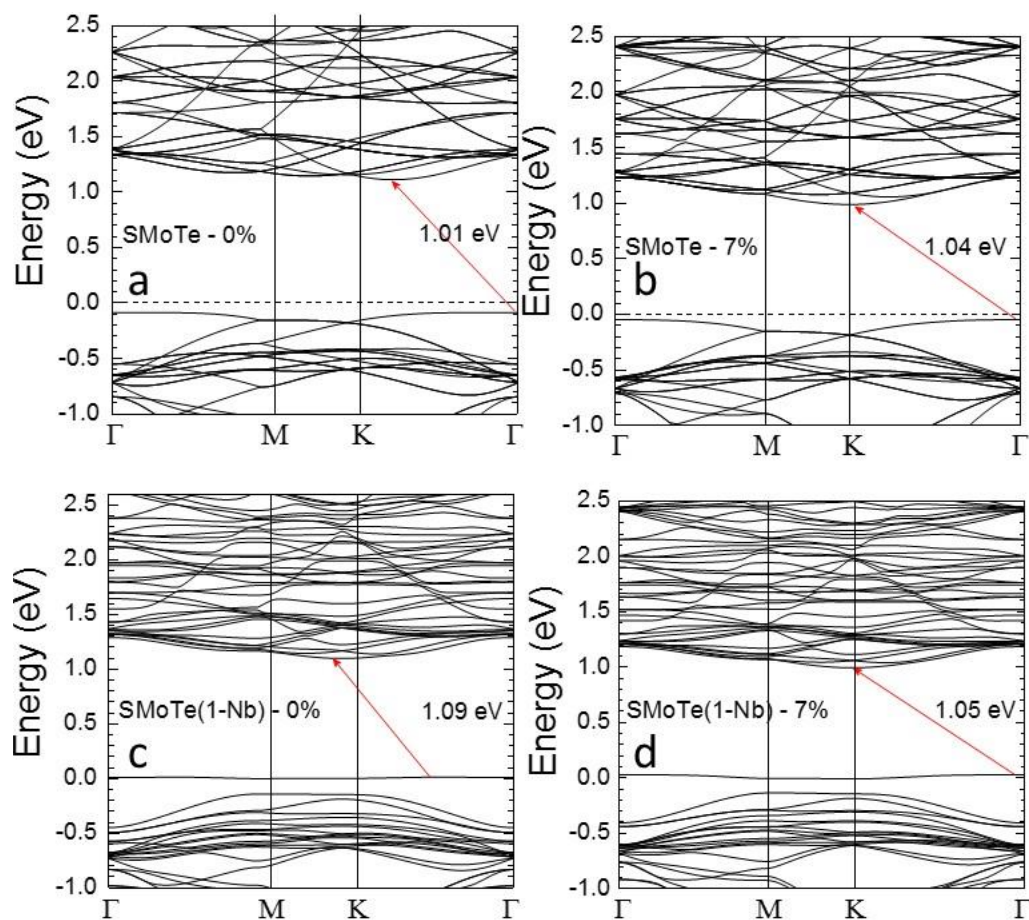 2.5
2.0
1.5
1.0
0.5
0.0
-0.5
-1.0
Energy (eV)
SMoTe - 0%
1.01 eV
a
Γ M K Γ
2.5
2.0
1.5
1.0
0.5
0.0
-0.5
-1.0
Energy (eV)
SMoTe - 7%
1.04 eV
b
Γ M K Γ
2.5
2.0
1.5
1.0
0.5
0.0
-0.5
-1.0
Energy (eV)
SMoTe(1-Nb) - 0%
1.09 eV
c
Γ M K Γ
2.5
2.0
1.5
1.0
0.5
0.0
-0.5
-1.0
Energy (eV)
SMoTe(1-Nb) - 7%
1.05 eV
d
Γ M K Γ